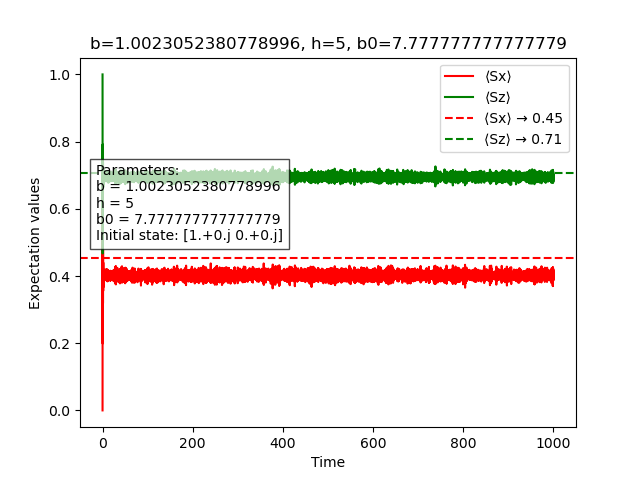 b=1.0023052380778996, h=5, b0=7.777777777777779
⟨Sx⟩
⟨Sz⟩
⟨Sx⟩ → 0.45
⟨Sz⟩ → 0.71
Parameters:
b = 1.0023052380778996
h = 5
b0 = 7.777777777777779
Initial state: [1.+0.j 0.+0.j]
Expectation values
1.0
0.8
0.6
0.4
0.2
0.0
0 200 400 600 800 1000
Time